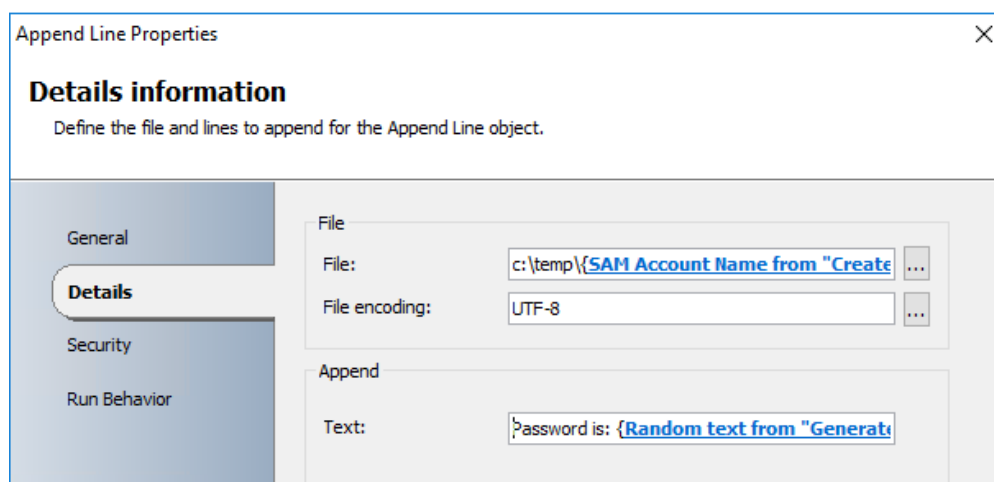 Append Line Properties
Details information
Define the file and lines to append for the Append Line object.
General
Details
Security
Run Behavior
File
File: c:\temp\{SAM Account Name from "Create ...
File encoding: UTF-8 ...
Append
Text: Password is: {Random text from "Generate